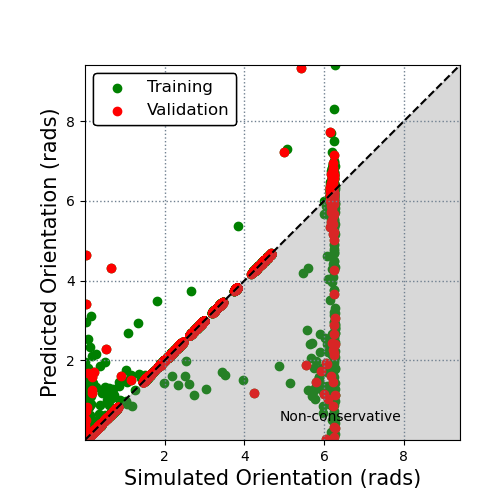 Training
Validation
8
6
4
2
Predicted Orientation (rads)
Non-conservative
2
4
6
8
Simulated Orientation (rads)